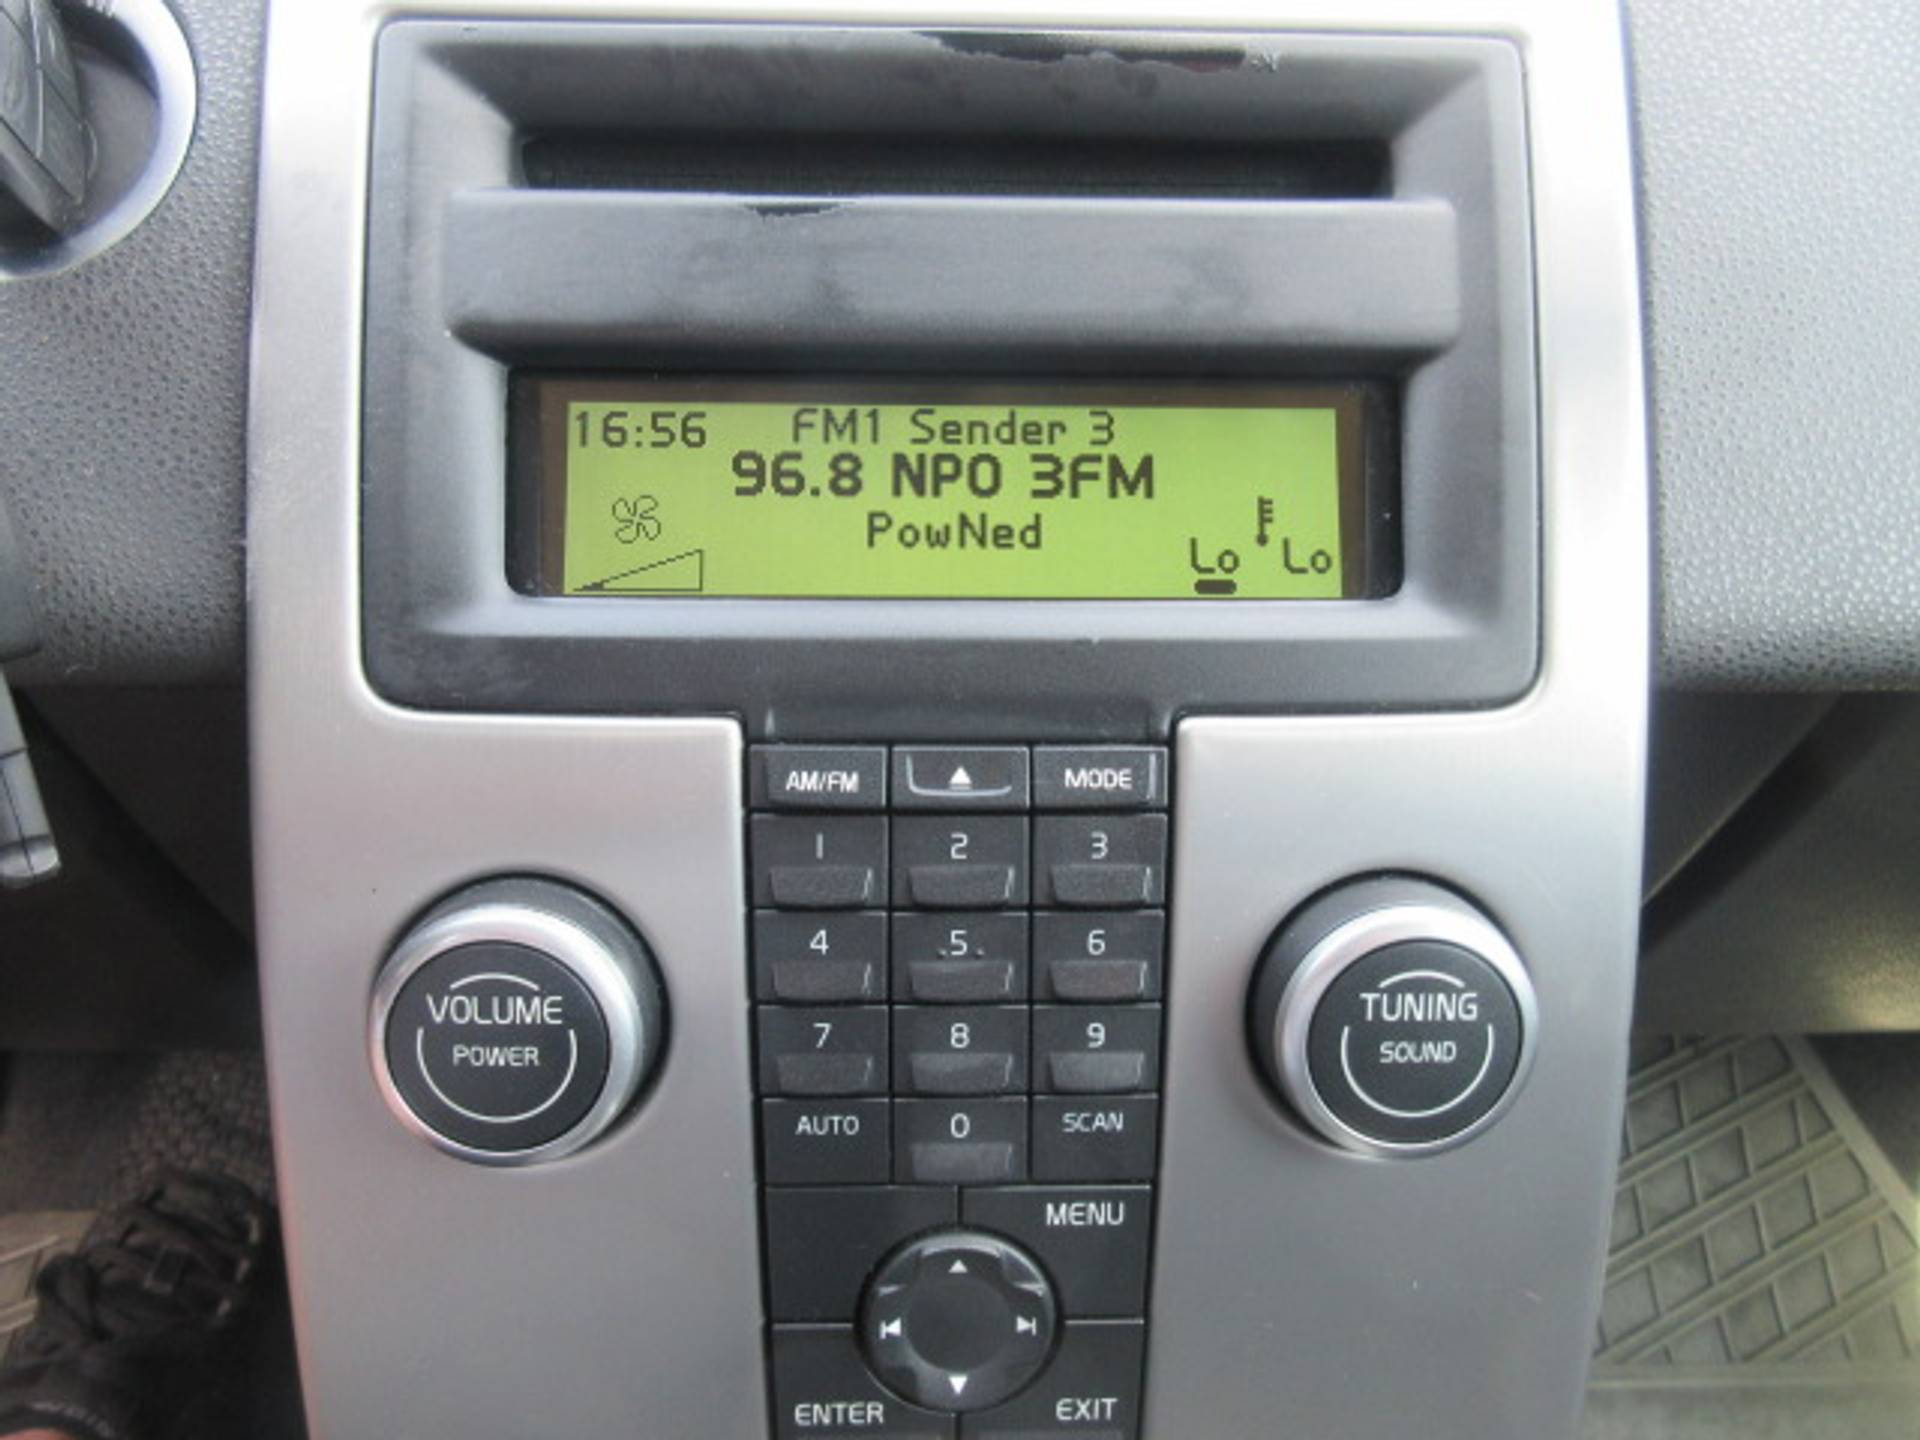 16:56 FM1 Sender 3
96.8 NPO 3FM
PowNed
Lo Lo
AM/FM MODE
1 2 3
4 5 6
7 8 9
AUTO 0 SCAN
VOLUME
POWER
TUNING
SOUND
MENU
ENTER EXIT